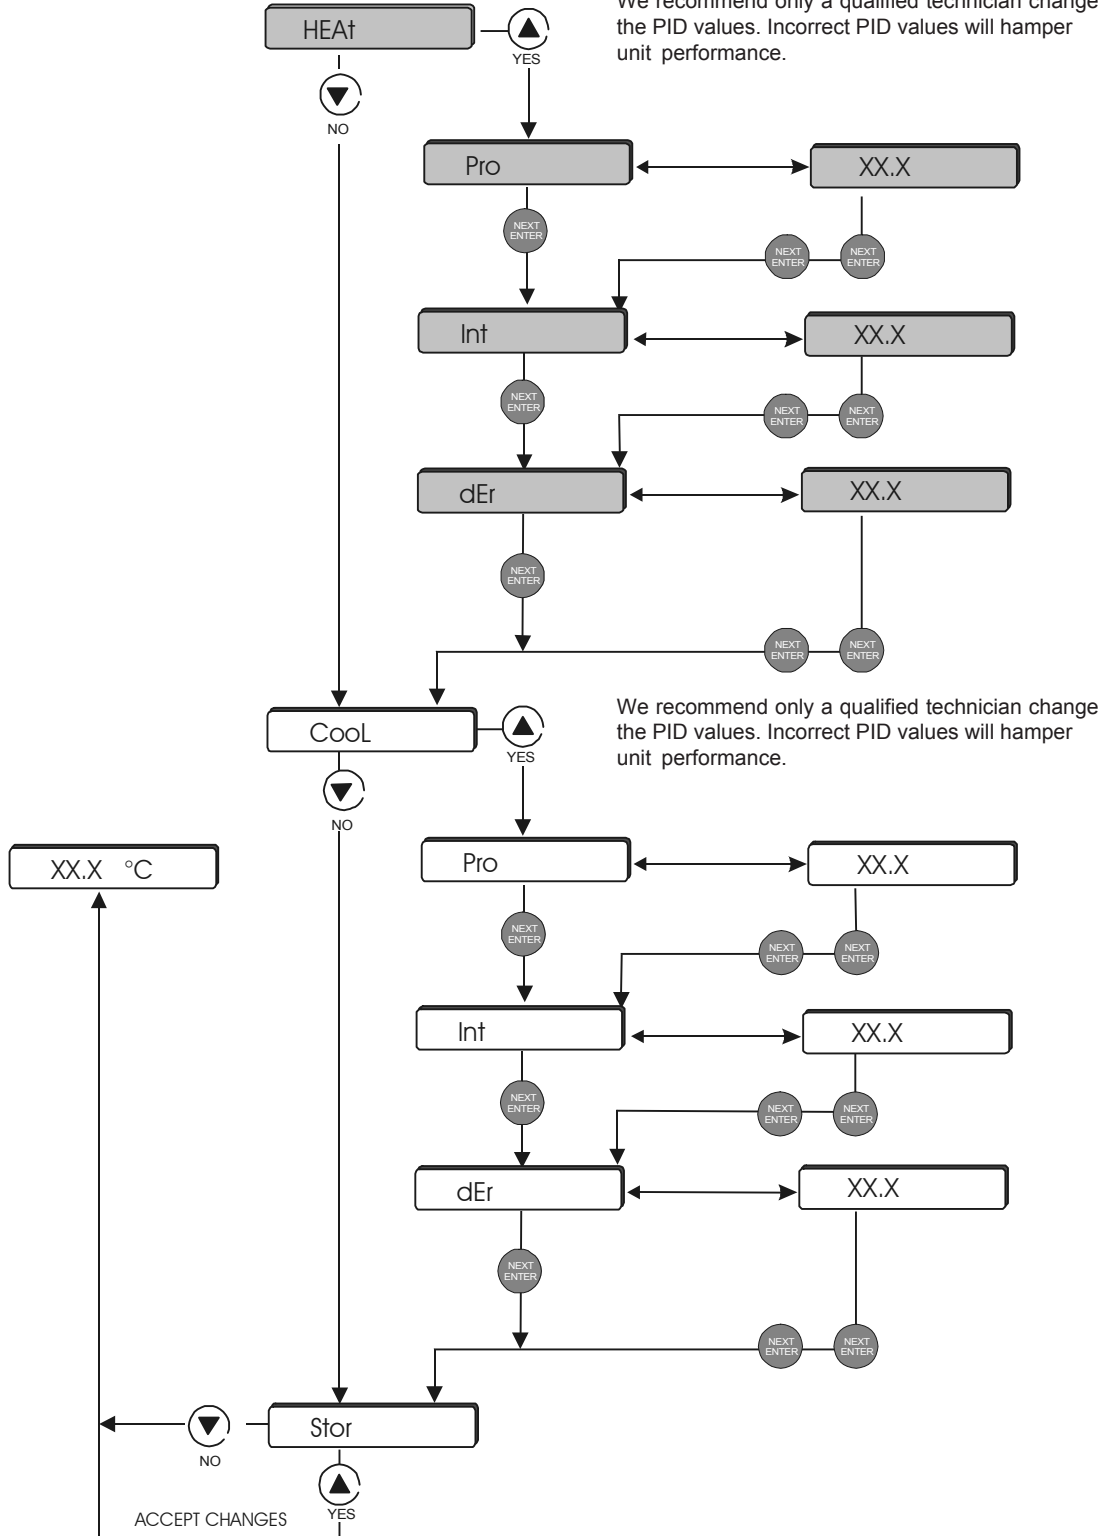 We recommend only a qualified technician change
the PID values. Incorrect PID values will hamper
unit performance.
HEAt
YES
NO
Pro
XX.X
NEXT
ENTER
NEXT
ENTER
NEXT
ENTER
Int
XX.X
NEXT
ENTER
NEXT
ENTER
NEXT
ENTER
dEr
XX.X
NEXT
ENTER
NEXT
ENTER
NEXT
ENTER
We recommend only a qualified technician change
the PID values. Incorrect PID values will hamper
unit performance.
CooL
YES
NO
XX.X °C
Pro
XX.X
NEXT
ENTER
NEXT
ENTER
NEXT
ENTER
Int
XX.X
NEXT
ENTER
NEXT
ENTER
NEXT
ENTER
dEr
XX.X
NEXT
ENTER
NEXT
ENTER
NEXT
ENTER
Stor
NO
YES
ACCEPT CHANGES